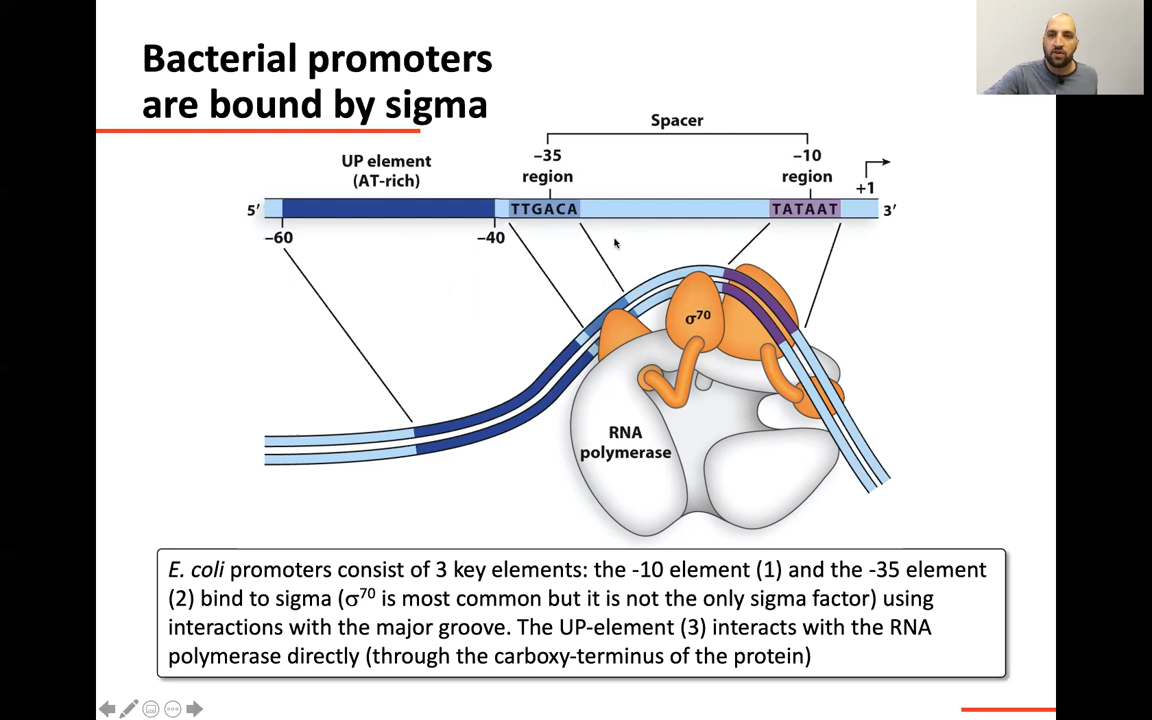 Bacterial promoters
are bound by sigma
Spacer
UP element
(AT-rich)
–35
region
–10
region
+1
5′
TTGACA
TATAAT
3′
–60
–40
σ70
RNA
polymerase
E. coli promoters consist of 3 key elements: the -10 element (1) and the -35 element
(2) bind to sigma (σ70 is most common but it is not the only sigma factor) using
interactions with the major groove. The UP-element (3) interacts with the RNA
polymerase directly (through the carboxy-terminus of the protein)